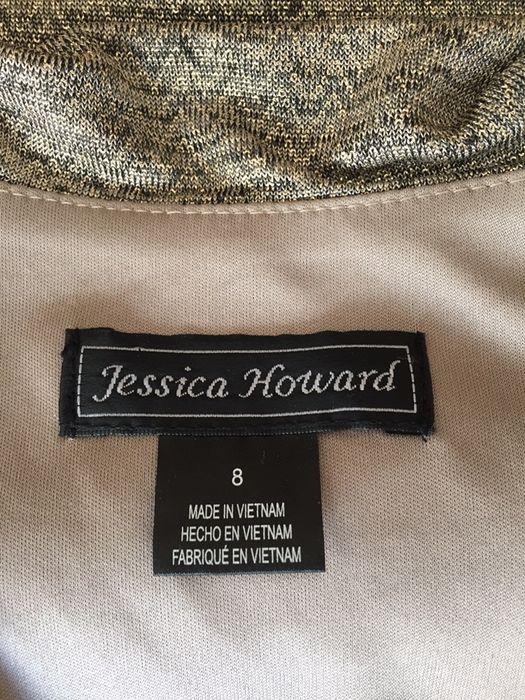 Jessica Howard
8
MADE IN VIETNAM
HECHO EN VIETNAM
FABRIQUÉ EN VIETNAM